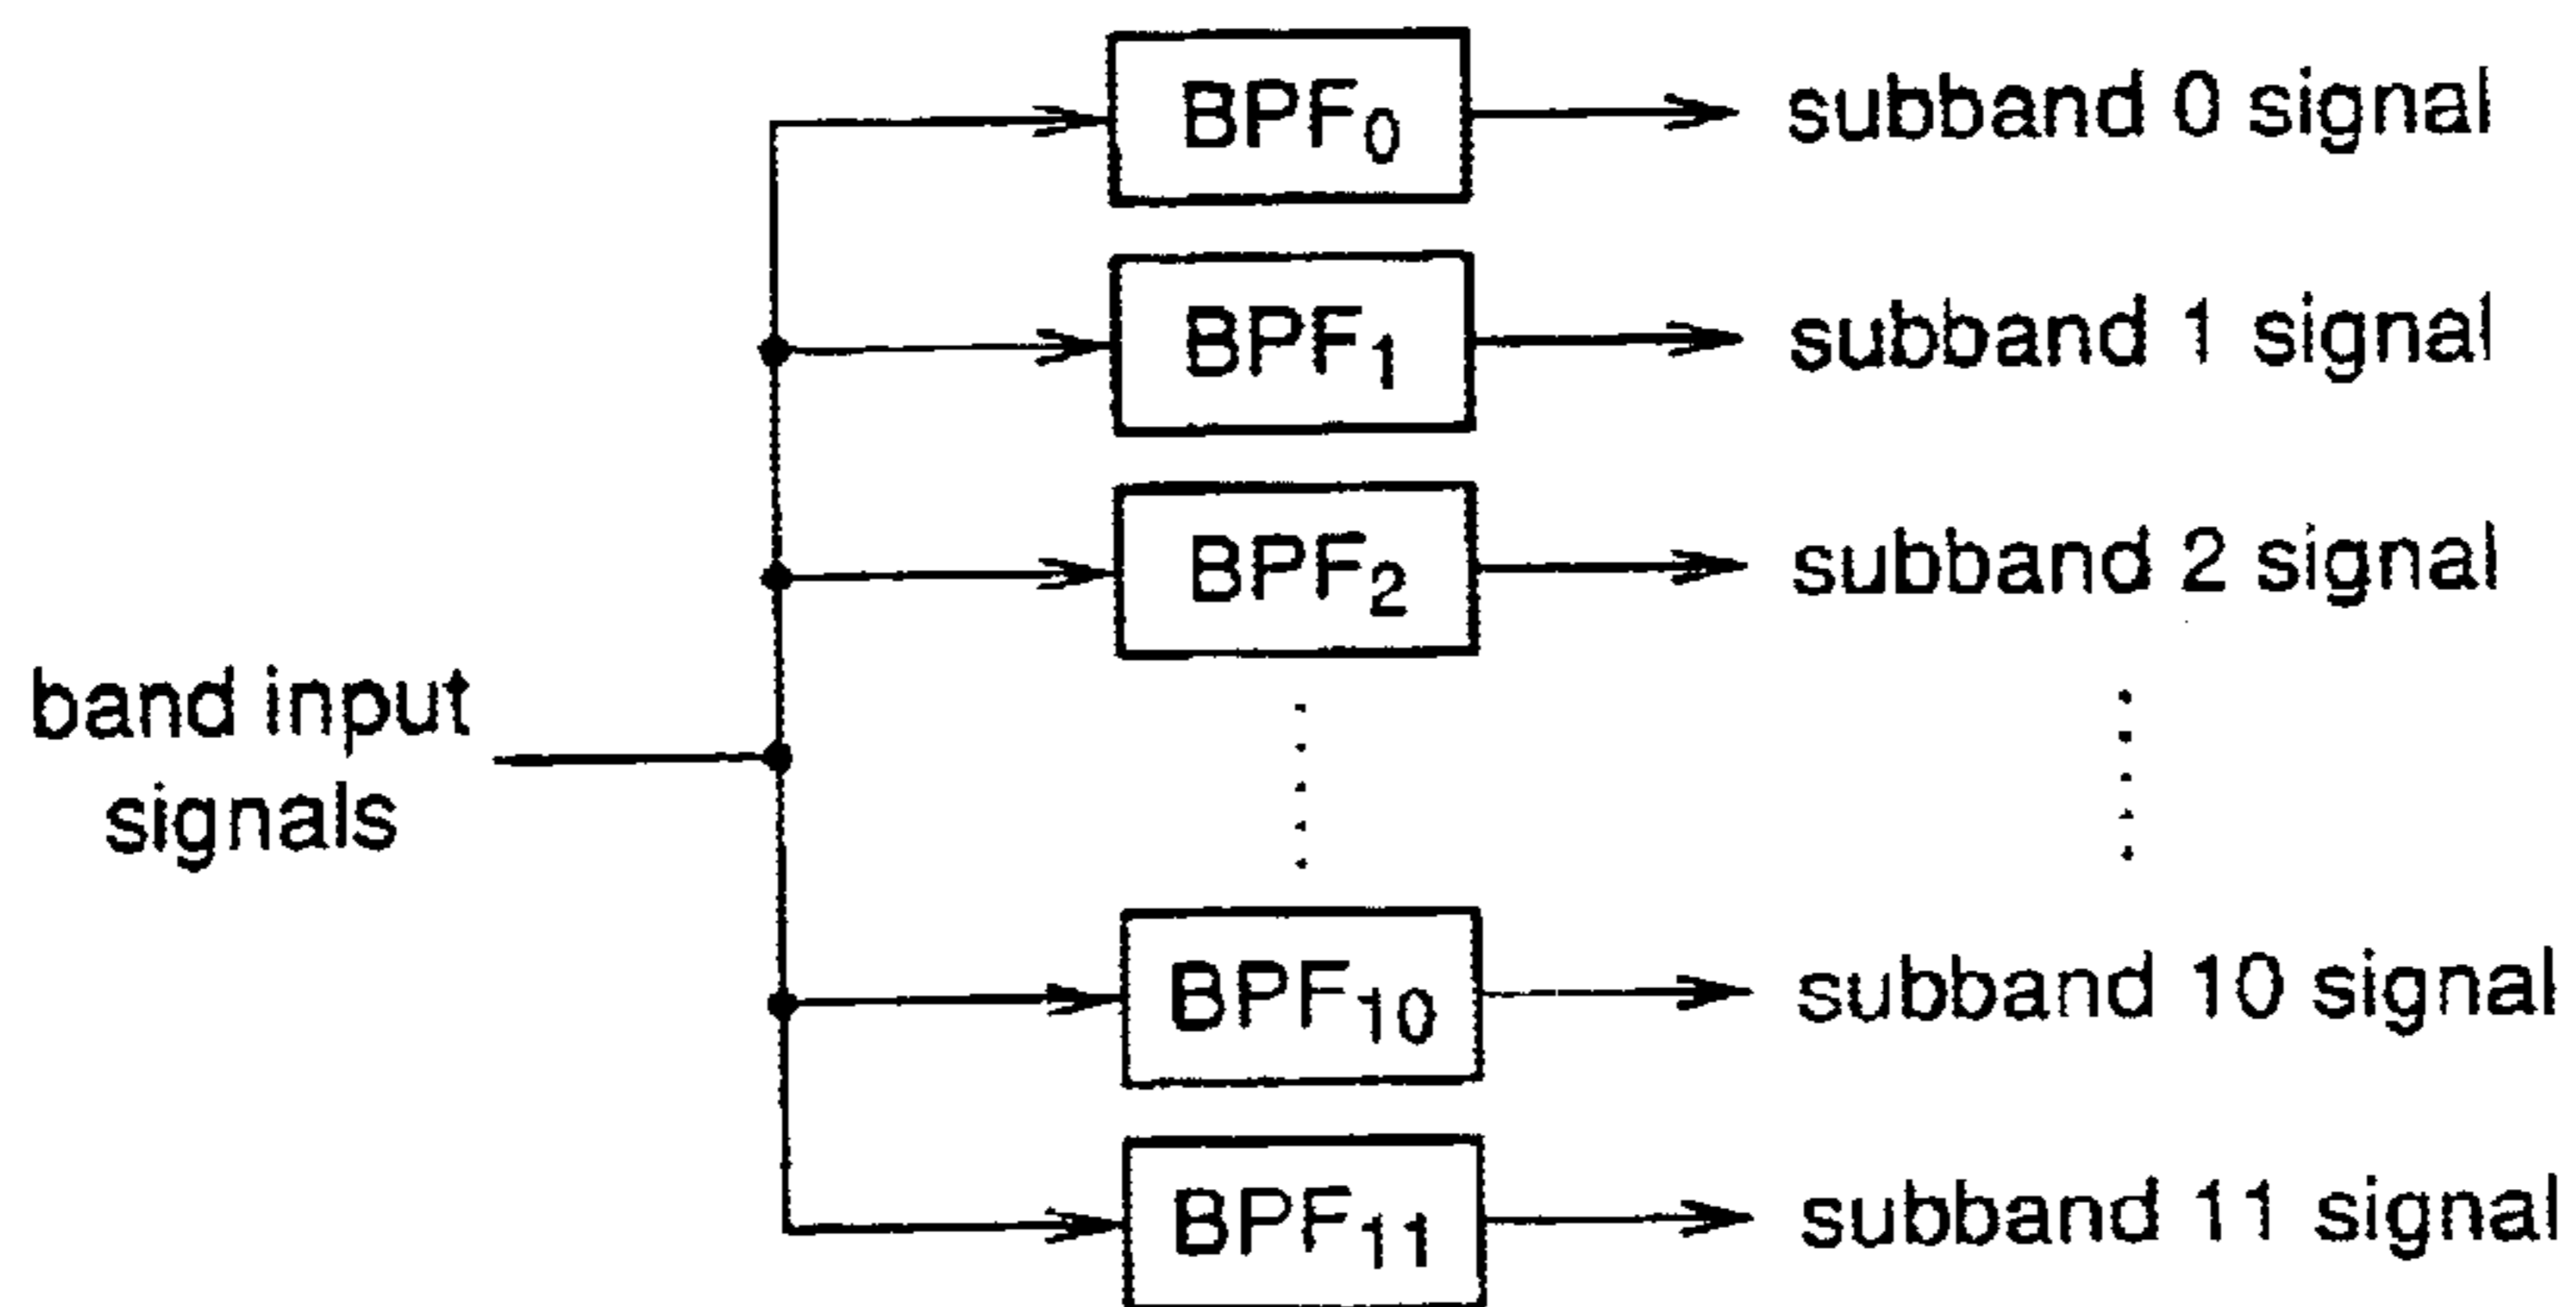 BPF0
subband 0 signal
BPF1
subband 1 signal
BPF2
subband 2 signal
band input
signals
BPF10
subband 10 signal
BPF11
subband 11 signal